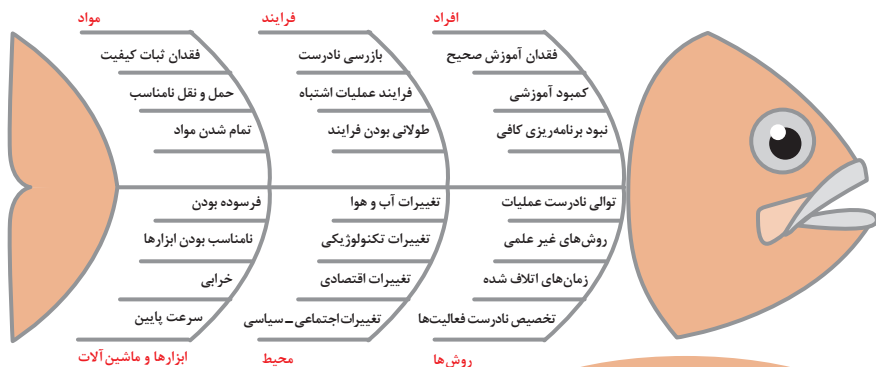 افراد
فقدان آموزش صحیح
کمبود آموزشی
نبود برنامه‌ریزی کافی
فرایند
بازرسی نادرست
فرایند عملیات اشتباه
طولانی بودن فرایند
مواد
فقدان ثبات کیفیت
حمل و نقل نامناسب
تمام شدن مواد
توالی نادرست عملیات
روش‌های غیر علمی
زمان‌های اتلاف شده
تخصیص نادرست فعالیت‌ها
روش‌ها
تغییرات آب و هوا
تغییرات تکنولوژیکی
تغییرات اقتصادی
تغییرات اجتماعی ـ سیاسی
محیط
فرسوده بودن
نامناسب بودن ابزارها
خرابی
سرعت پایین
ابزارها و ماشین آلات